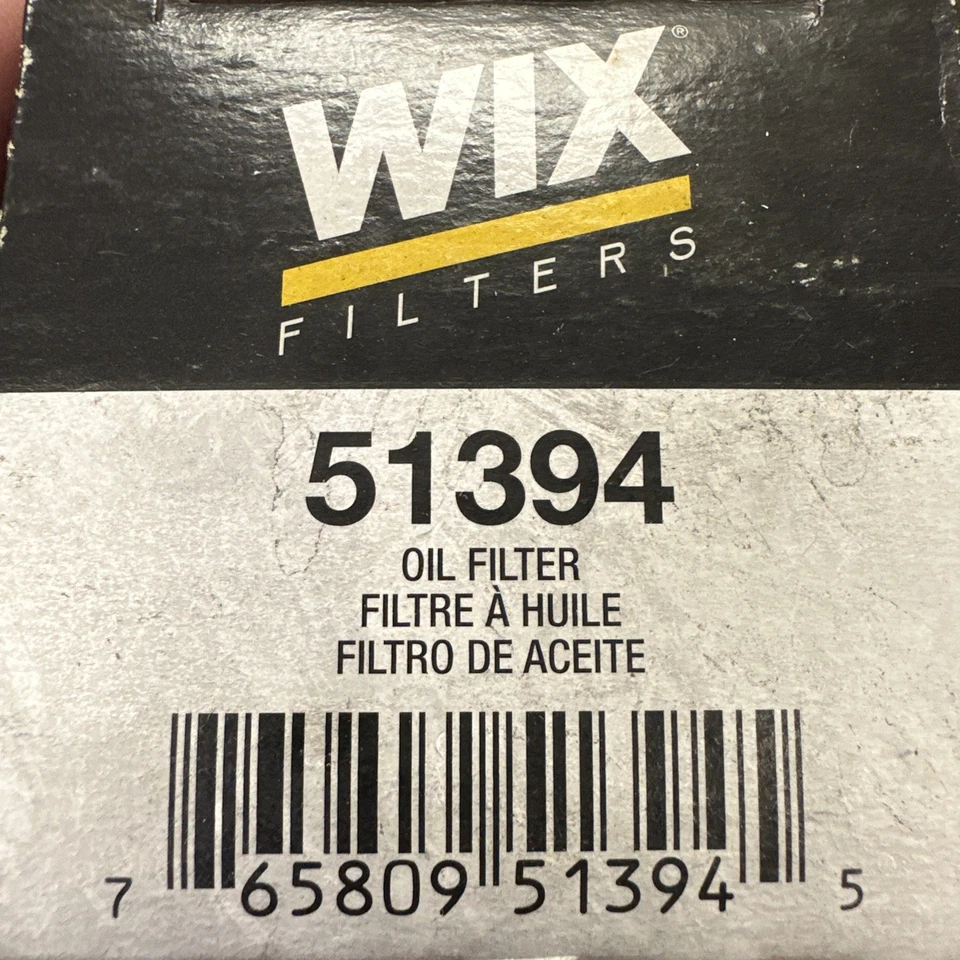 WIX®
FILTERS
51394
OIL FILTER
FILTRE À HUILE
FILTRO DE ACEITE
7 65809 51394 5